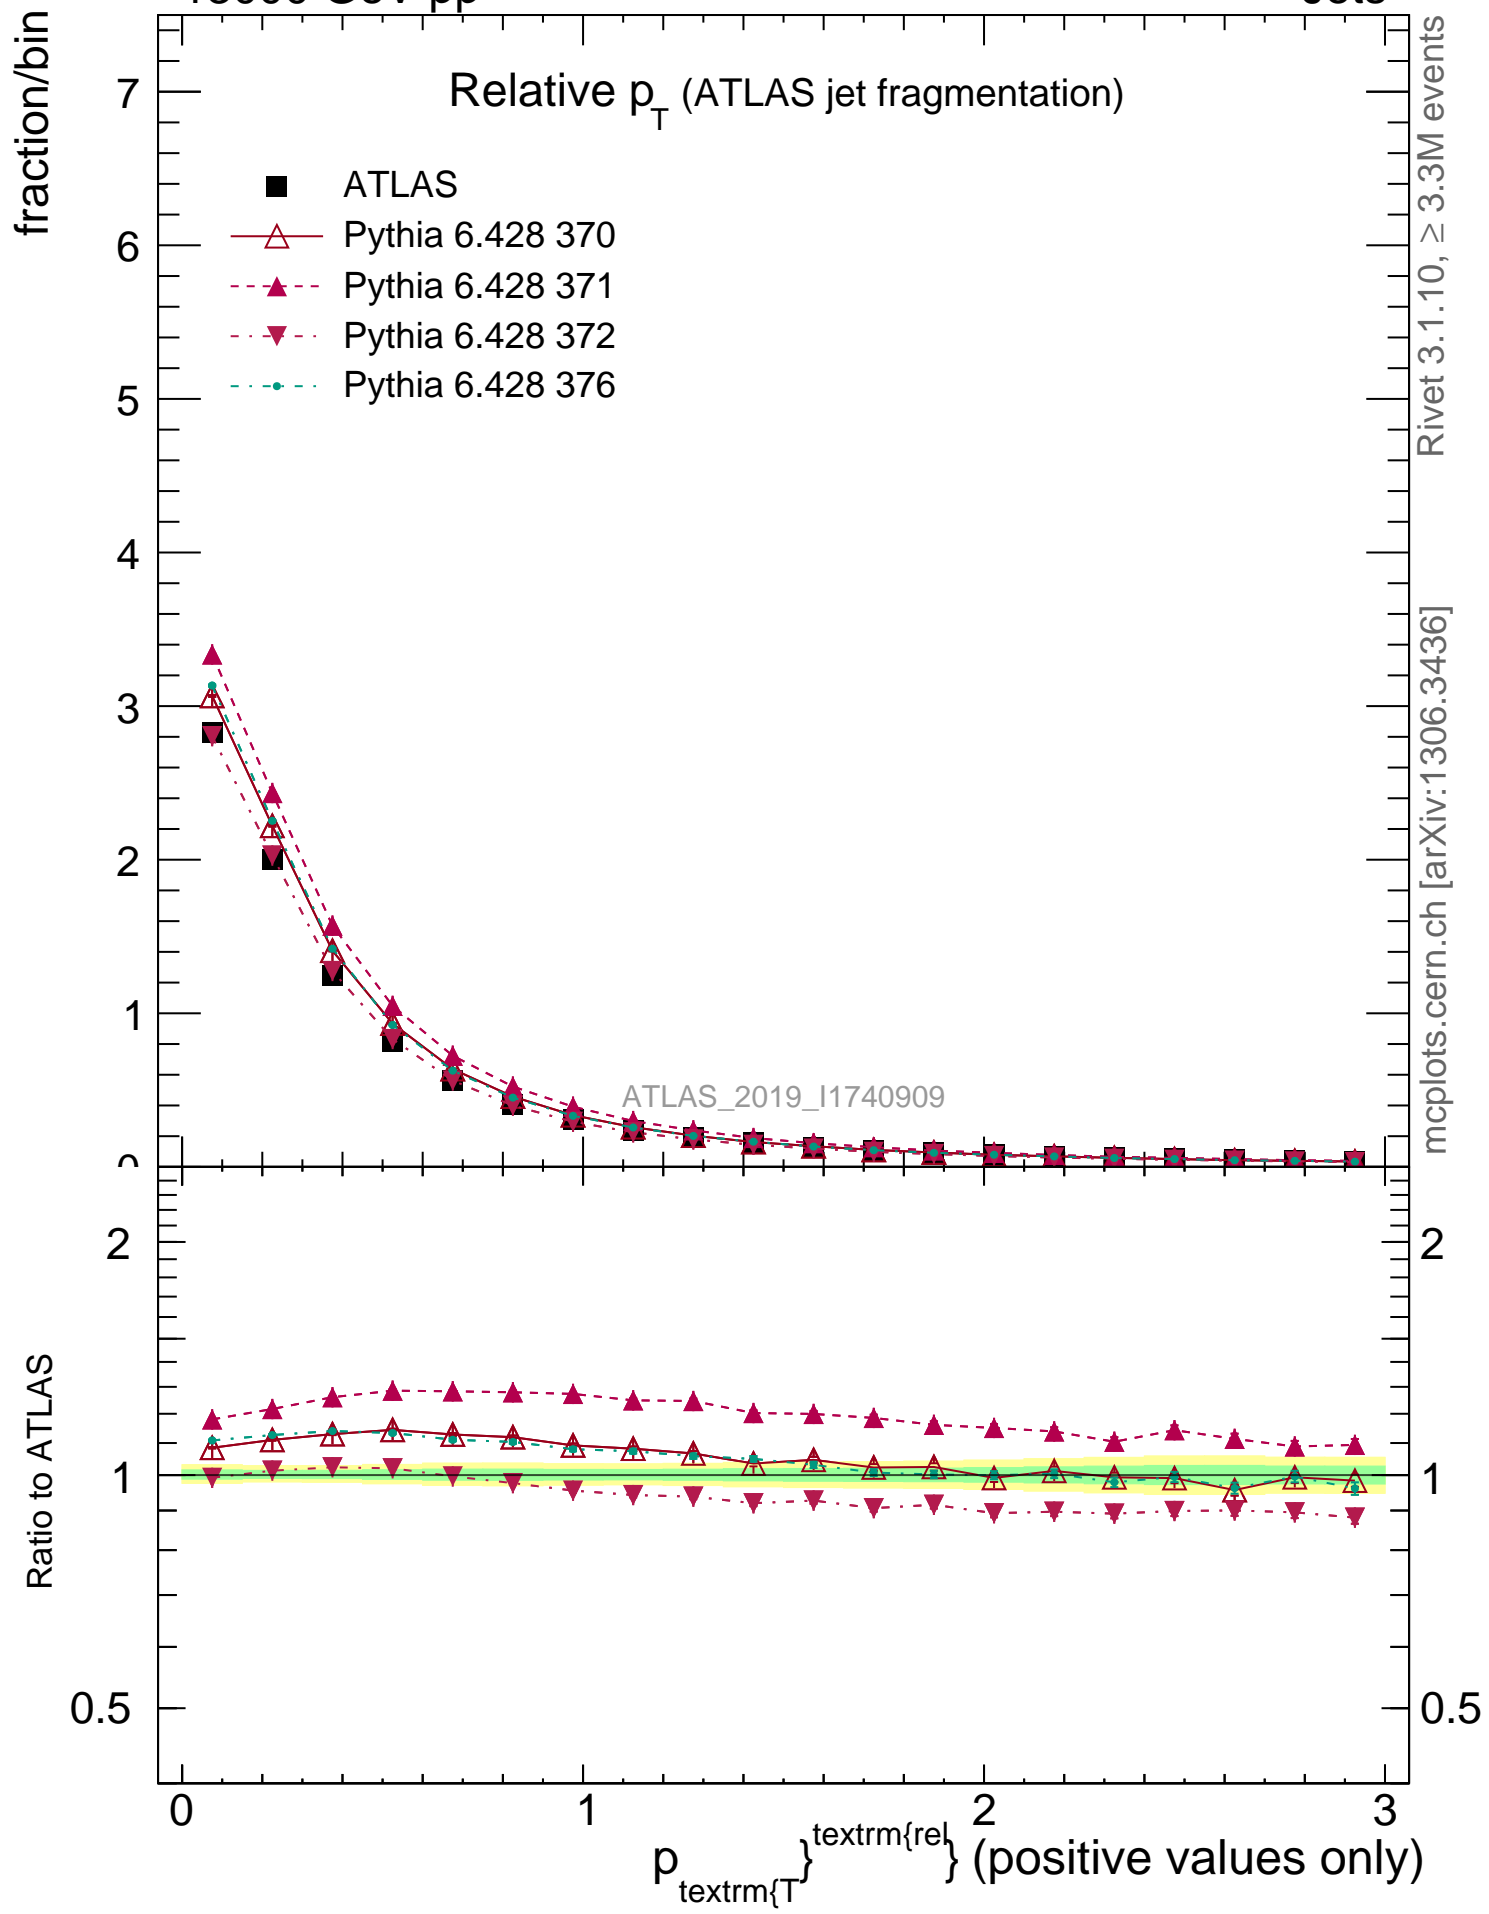 fraction/bin
Relative p_T (ATLAS jet fragmentation)
ATLAS
Pythia 6.428 370
Pythia 6.428 371
Pythia 6.428 372
Pythia 6.428 376
7
6
5
4
3
2
1
ATLAS_2019_I1740909
Rivet 3.1.10, ≥ 3.3M events
mcplots.cern.ch [arXiv:1306.3436]
Ratio to ATLAS
2
1
0.5
2
1
0.5
0 1 2 3
p_textrm{T}^textrm{rel} (positive values only)